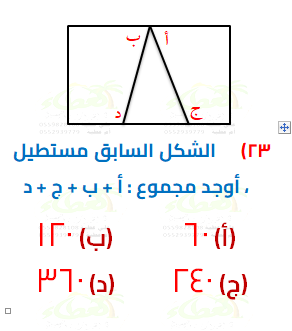 ب أ
د ج
٢٣) الشكل السابق مستطيل
، أوجد مجموع : أ + ب + ج + د
(أ) ٦٠ (ب) ١٢٠
(ج) ٢٤٠ (د) ٣٦٠